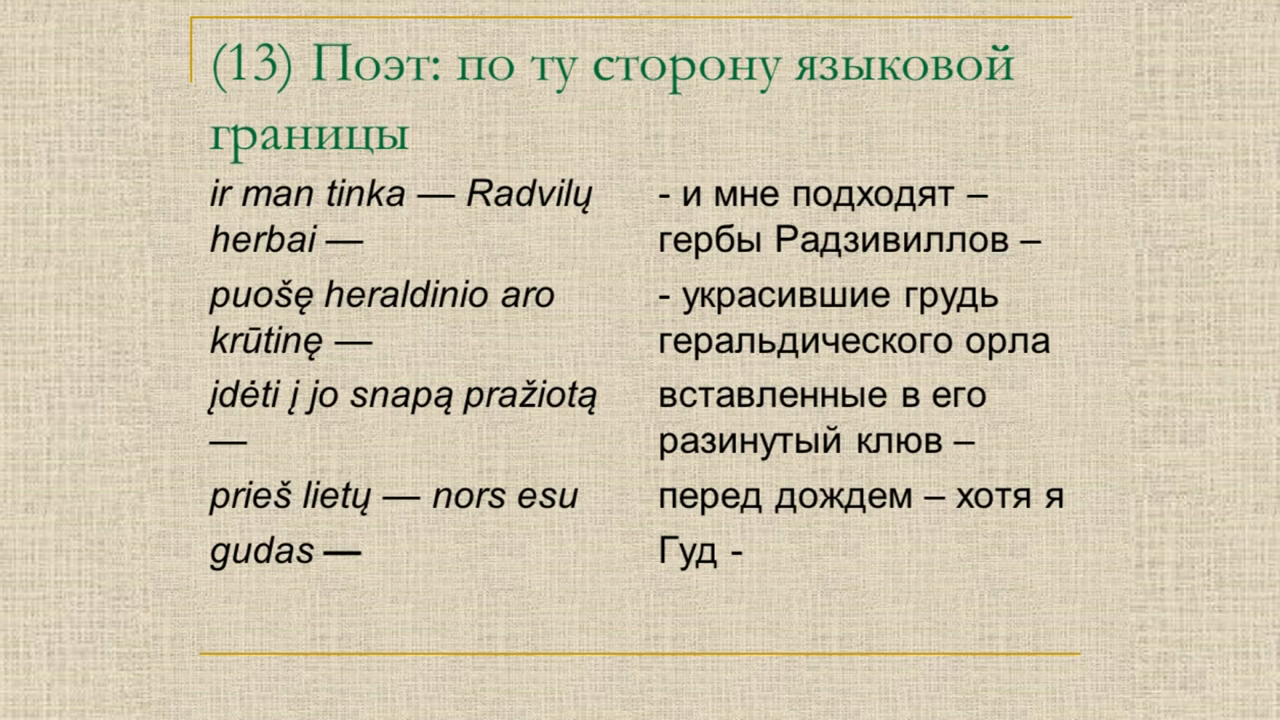 (13) Поэт: по ту сторону языковой
границы
ir man tinka — Radvilų
herbai —
puošę heraldinio aro
krūtinę —
įdėti į jo snapą pražiotą
—
prieš lietų — nors esu
gudas —
- и мне подходят –
гербы Радзивиллов –
- украсившие грудь
геральдического орла
вставленные в его
разинутый клюв –
перед дождем – хотя я
Гуд -